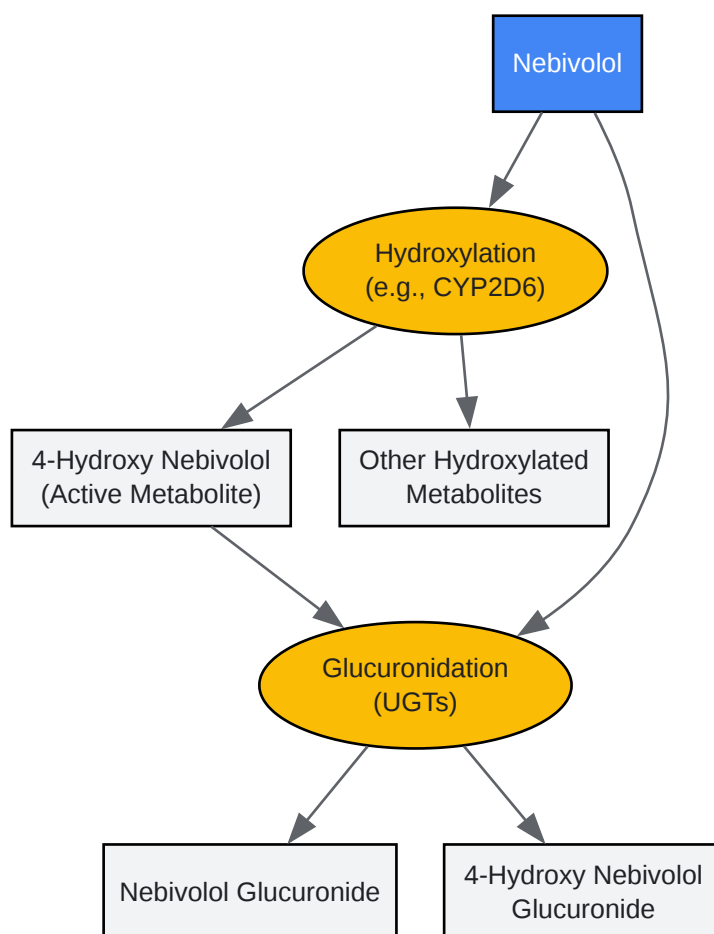 Nebivolol
Hydroxylation
(e.g., CYP2D6)
4-Hydroxy Nebivolol
(Active Metabolite)
Other Hydroxylated
Metabolites
Glucuronidation
(UGTs)
Nebivolol Glucuronide
4-Hydroxy Nebivolol
Glucuronide